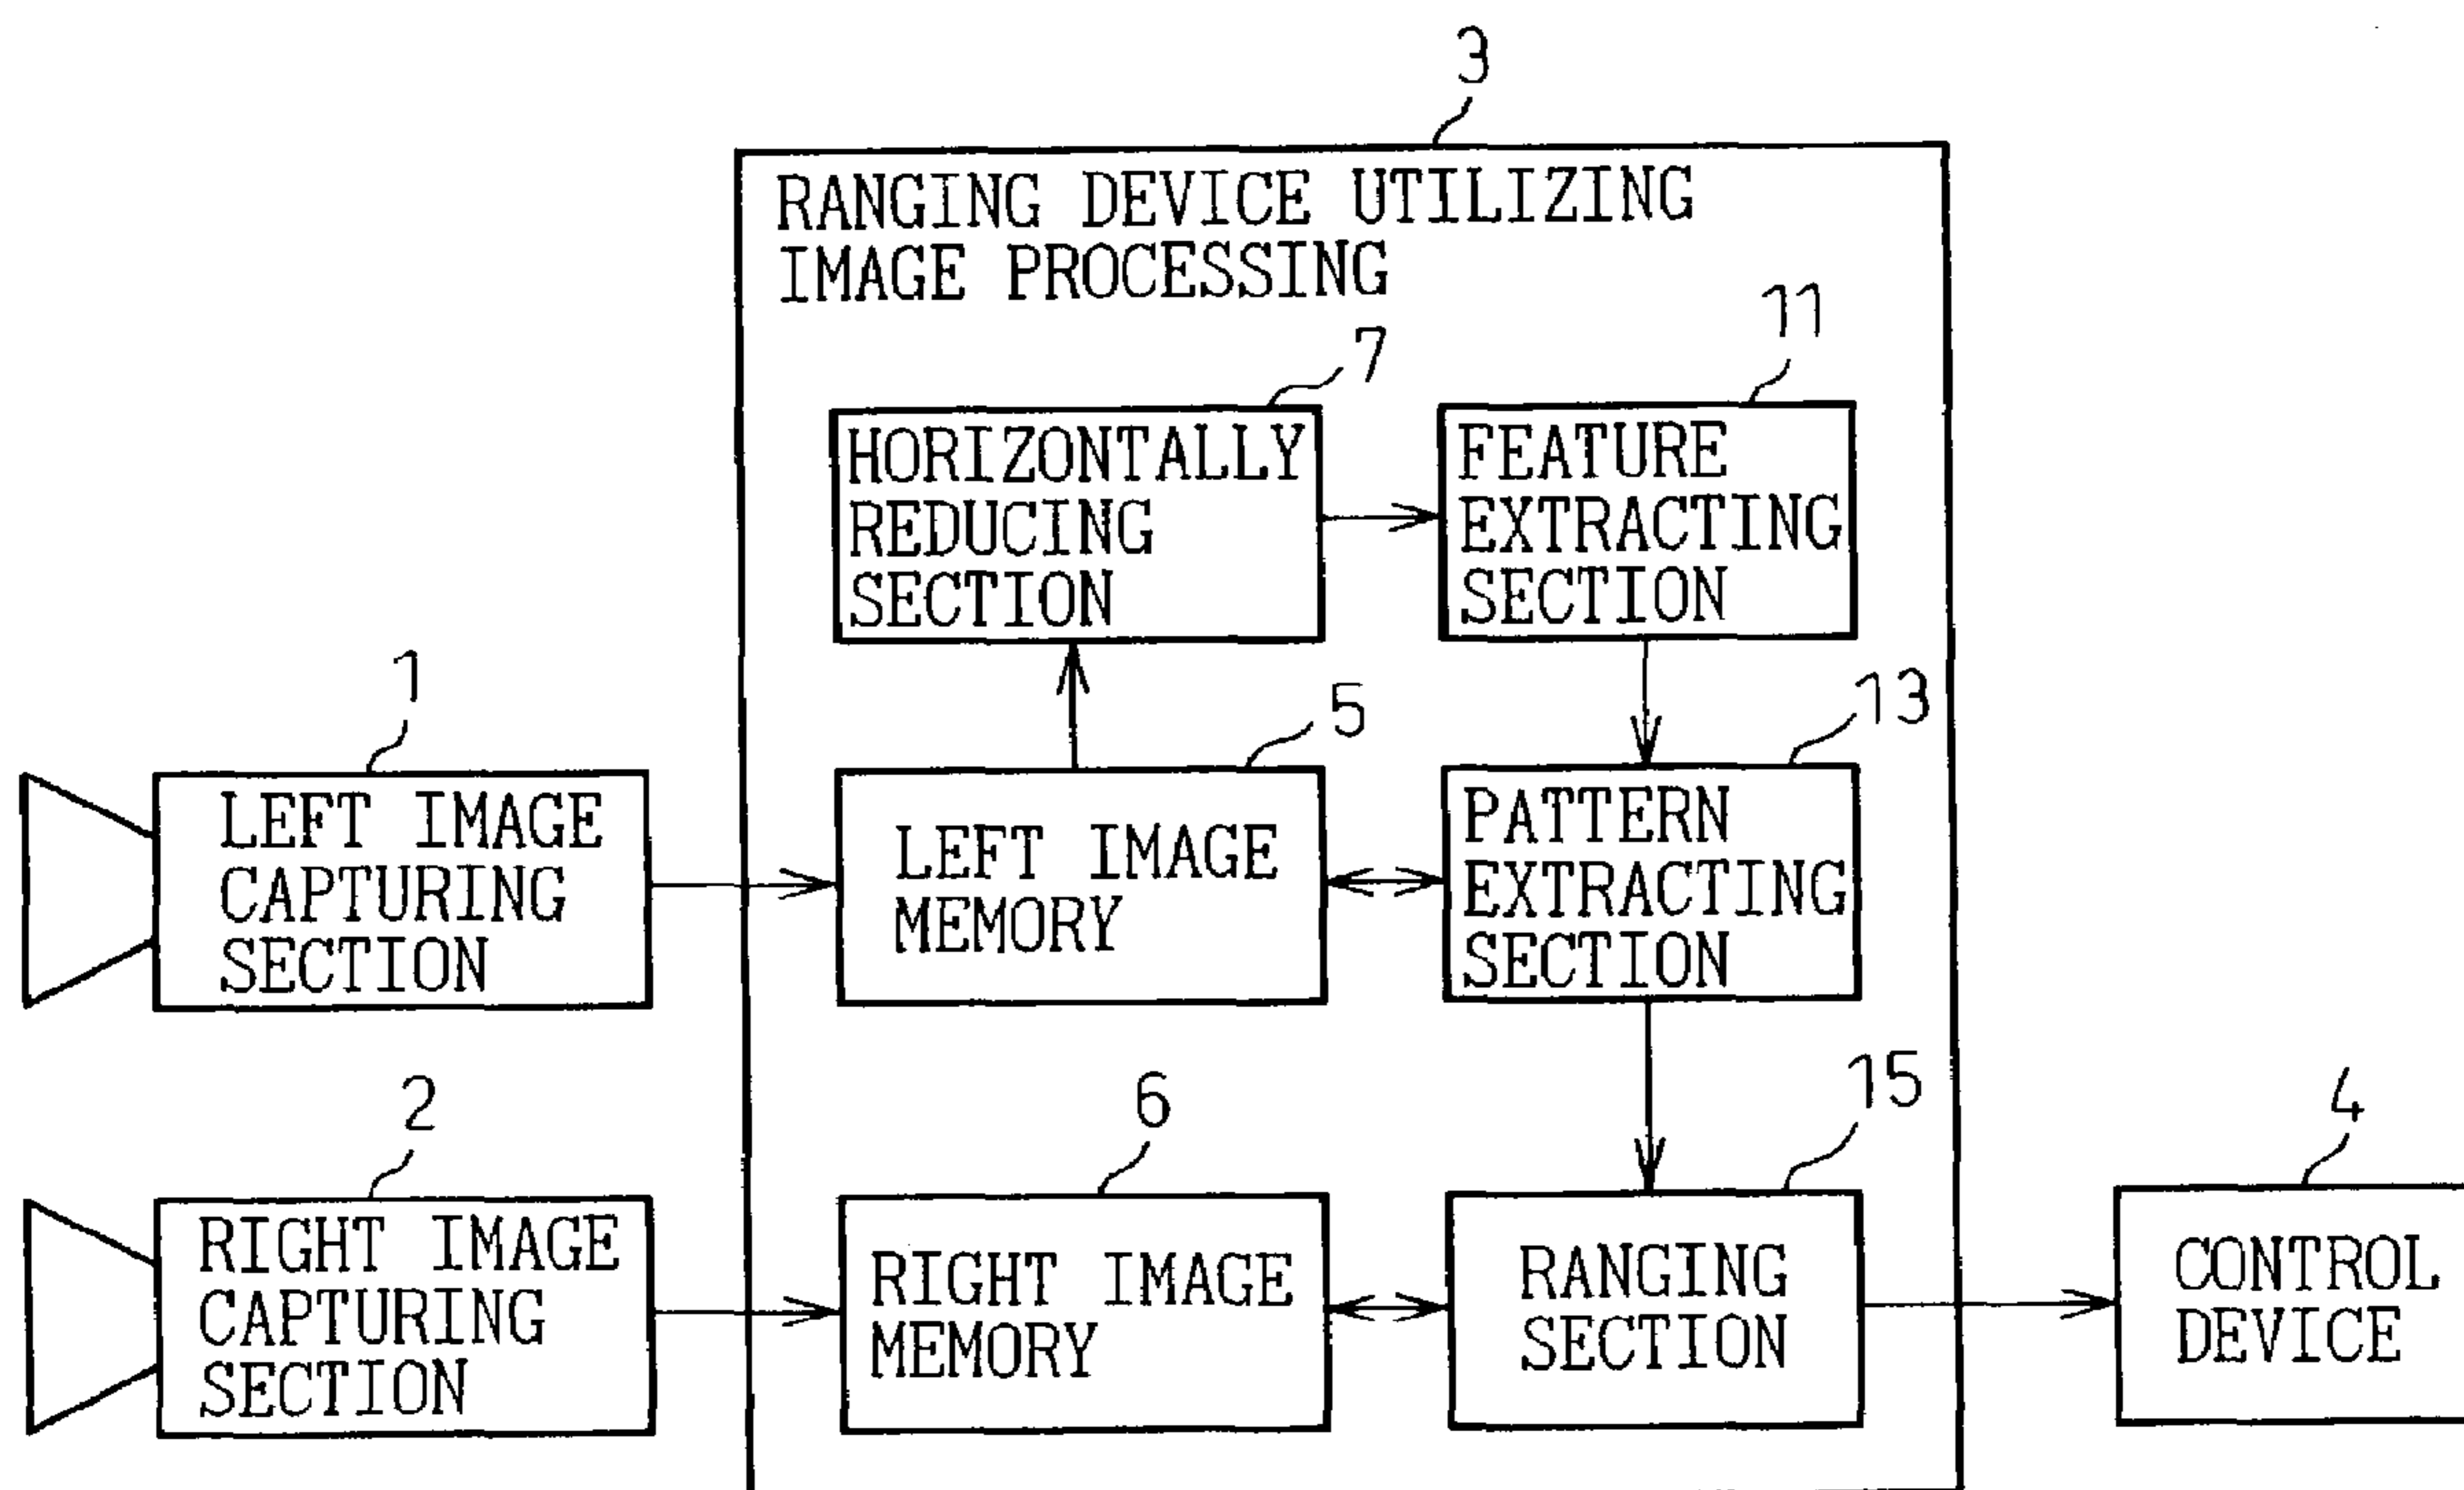 3
RANGING DEVICE UTILIZING
IMAGE PROCESSING
7
HORIZONTALLY
REDUCING
SECTION
11
FEATURE
EXTRACTING
SECTION
1
LEFT IMAGE
CAPTURING
SECTION
5
LEFT IMAGE
MEMORY
13
PATTERN
EXTRACTING
SECTION
2
RIGHT IMAGE
CAPTURING
SECTION
6
RIGHT IMAGE
MEMORY
15
RANGING
SECTION
4
CONTROL
DEVICE